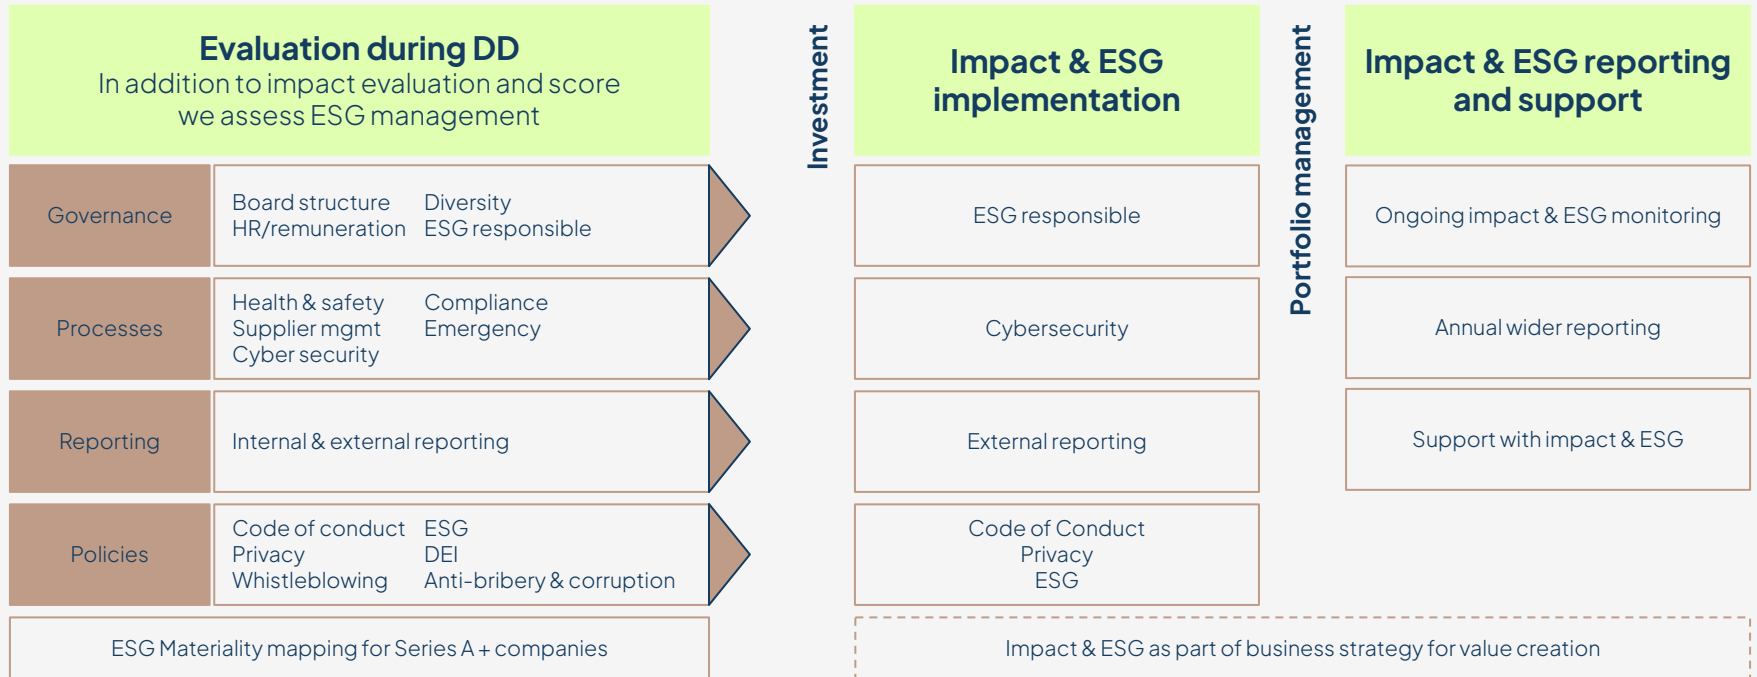 Evaluation during DD
In addition to impact evaluation and score
we assess ESG management
Governance
Board structure
HR/remuneration
Diversity
ESG responsible
Processes
Health & safety
Supplier mgmt
Cyber security
Compliance
Emergency
Reporting
Internal & external reporting
Policies
Code of conduct
Privacy
Whistleblowing
ESG
DEI
Anti-bribery & corruption
ESG Materiality mapping for Series A + companies
Investment
Impact & ESG
implementation
ESG responsible
Cybersecurity
External reporting
Code of Conduct
Privacy
ESG
Portfolio management
Impact & ESG reporting
and support
Ongoing impact & ESG monitoring
Annual wider reporting
Support with impact & ESG
Impact & ESG as part of business strategy for value creation